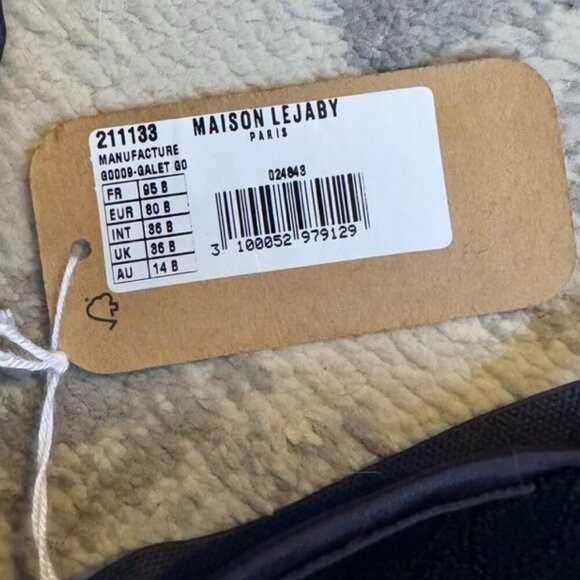 211133
MAISON LEJABY
PARIS
MANUFACTURE
G0009-GALET GO
024843
FR 95 B
EUR 80 B
INT 36 B
UK 36 B
AU 14 B
3 100052 979129